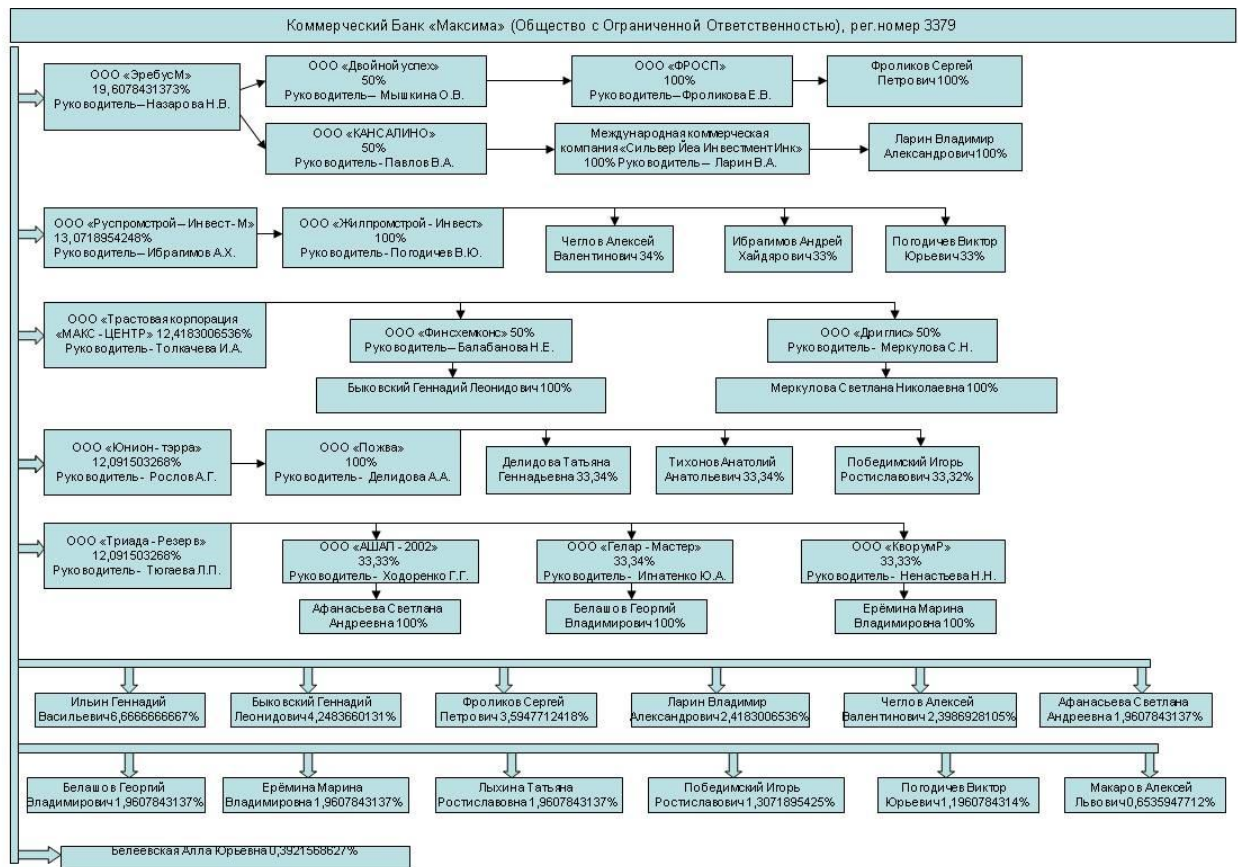 Коммерческий Банк «Максима» (Общество с Ограниченной Ответственностью), рег.номер 3379
ООО «ЭребусМ»
19,6078431373%
Руководитель – Назарова Н.В.
ООО «Двойной успех»
50%
Руководитель – Мышкина О.В.
ООО «ФРОСП»
100%
Руководитель – Фроликова Е.В.
Фроликов Сергей
Петрович 100%
ООО «КАНСАЛИНО»
50%
Руководитель - Павлов В.А.
Международная коммерческая
компания «Сильвер Йеа Инвестмент Инк»
100% Руководитель – Ларин В.А.
Ларин Владимир
Александрович 100%
ООО «Руспромстрой – Инвест - М»
13,0718954248%
Руководитель – Ибрагимов А.Х.
ООО «Жилпромстрой - Инвест»
100%
Руководитель - Погодичев В.Ю.
Чеглов Алексей
Валентинович 34%
Ибрагимов Андрей
Хайдярович 33%
Погодичев Виктор
Юрьевич 33%
ООО «Трастовая корпорация
«МАКС - ЦЕНТР» 12,4183006536%
Руководитель - Толкачева И.А.
ООО «Финсхемконс» 50%
Руководитель – Балабанова Н.Е.
ООО «Дриглис» 50%
Руководитель - Меркулова С.Н.
Быковский Геннадий Леонидович 100%
Меркулова Светлана Николаевна 100%
ООО «Юнион - тэрра»
12,091503268%
Руководитель - Рослов А.Г.
ООО «Пожва»
100%
Руководитель - Делидова А.А.
Делидова Татьяна
Геннадьевна 33,34%
Тихонов Анатолий
Анатольевич 33,34%
Победимский Игорь
Ростиславович 33,32%
ООО «Триада - Резерв»
12,091503268%
Руководитель - Тюгаева Л.П.
ООО «АШАП - 2002»
33,33%
Руководитель - Ходоренко Г.Г.
ООО «Гелар - Мастер»
33,34%
Руководитель - Игнатенко Ю.А.
ООО «КворумР»
33,33%
Руководитель - Ненастьева Н.Н.
Афанасьева Светлана
Андреевна 100%
Белашов Георгий
Владимирович 100%
Ерёмина Марина
Владимировна 100%
Ильин Геннадий
Васильевич 6,6666666667%
Быковский Геннадий
Леонидович 4,2483660131%
Фроликов Сергей
Петрович 3,5947712418%
Ларин Владимир
Александрович 2,4183006536%
Чеглов Алексей
Валентинович 2,3986928105%
Афанасьева Светлана
Андреевна 1,9607843137%
Белашов Георгий
Владимирович 1,9607843137%
Ерёмина Марина
Владимировна 1,9607843137%
Лыхина Татьяна
Ростиславовна 1,9607843137%
Победимский Игорь
Ростиславович 1,3071895425%
Погодичев Виктор
Юрьевич 1,1960784314%
Макаров Алексей
Львович 0,6535947712%
Белеевская Алла Юрьевна 0,3921568627%